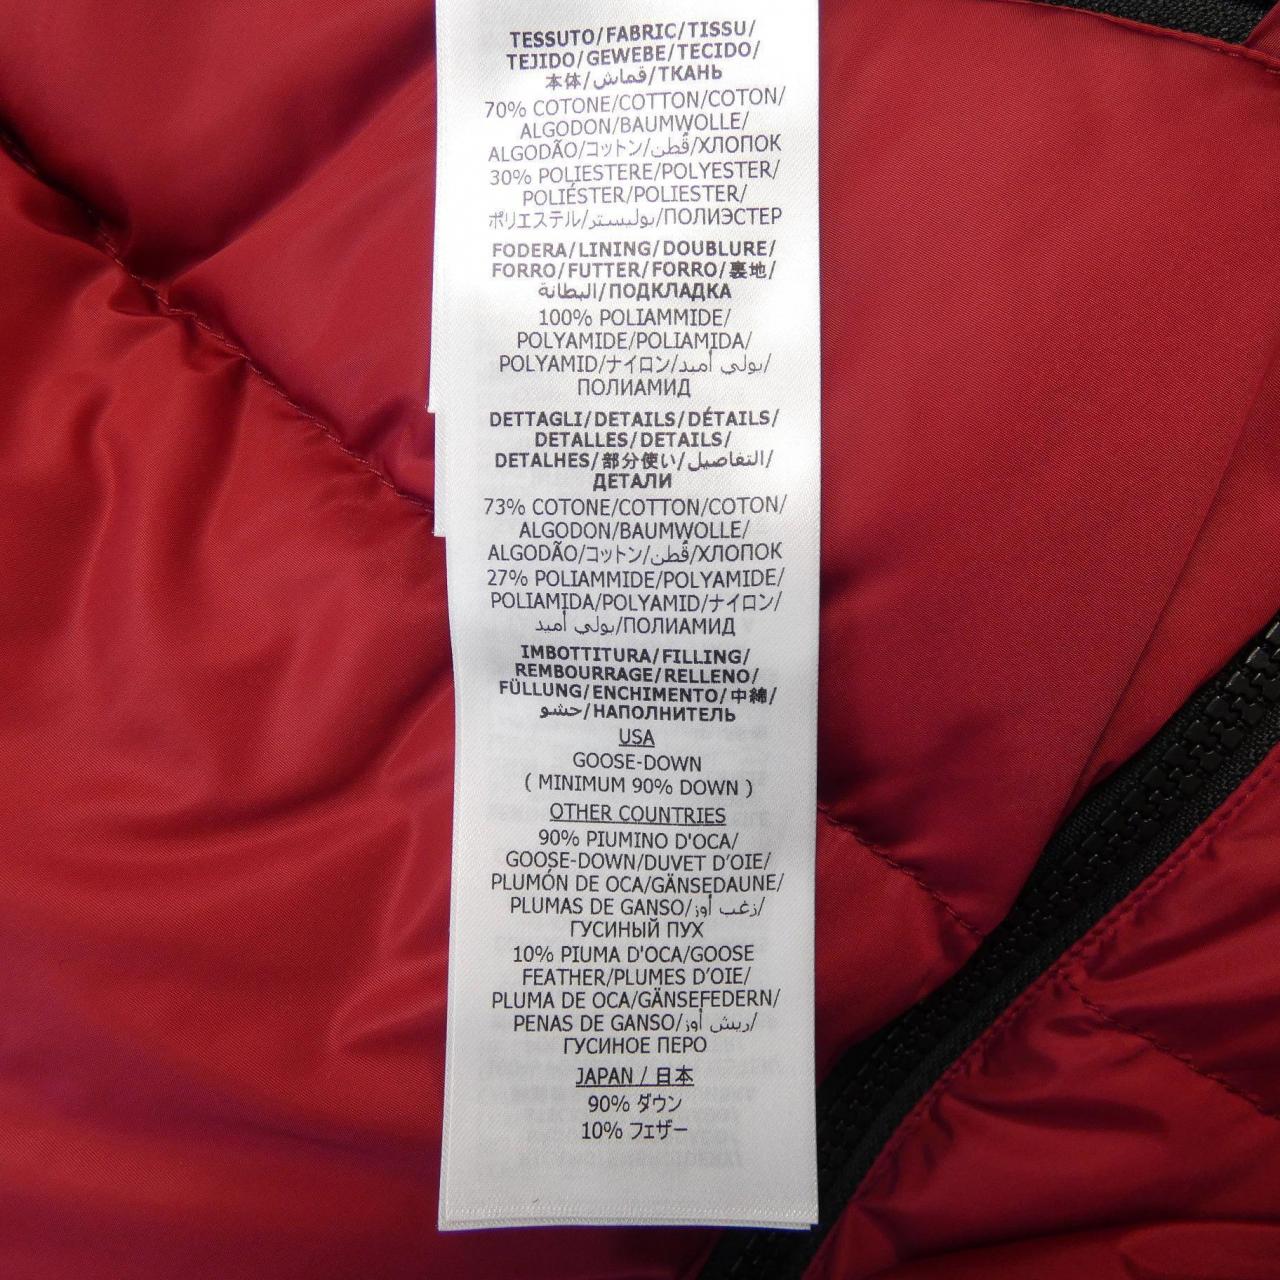 TESSUTO/FABRIC/TISSU/
TEJIDO/GEWEBE/TECIDO/
本体/قماش/ТКАНЬ
70% COTONE/COTTON/COTON/
ALGODON/BAUMWOLLE/
ALGODÃO/コットン/قُطن/ХЛОПОК
30% POLIESTERE/POLYESTER/
POLIÉSTER/POLIESTER/
ポリエステル/بوليستر/ПОЛИЭСТЕР
FODERA/LINING/DOUBLURE/
FORRO/FUTTER/FORRO/裏地/
البطانة/ПОДКЛАДКА
100% POLIAMMIDE/
POLYAMIDE/POLIAMIDA/
POLYAMID/ナイロン/بولي أميد/
ПОЛИАМИД
DETTAGLI/DETAILS/DÉTAILS/
DETALLES/DETAILS/
DETALHES/部分使い/التفاصيل/
ДЕТАЛИ
73% COTONE/COTTON/COTON/
ALGODON/BAUMWOLLE/
ALGODÃO/コットン/قُطن/ХЛОПОК
27% POLIAMMIDE/POLYAMIDE/
POLIAMIDA/POLYAMID/ナイロン/
بولي أميد/ПОЛИАМИД
IMBOTTITURA/FILLING/
REMBOURRAGE/RELLENO/
FÜLLUNG/ENCHIMENTO/中綿/
حشو/НАПОЛНИТЕЛЬ
USA
GOOSE-DOWN
( MINIMUM 90% DOWN )
OTHER COUNTRIES
90% PIUMINO D'OCA/
GOOSE-DOWN/DUVET D'OIE/
PLUMÓN DE OCA/GÄNSEDAUNE/
PLUMAS DE GANSO/زغب أوز/
ГУСИНЫЙ ПУХ
10% PIUMA D'OCA/GOOSE
FEATHER/PLUMES D'OIE/
PLUMA DE OCA/GÄNSEFEDERN/
PENAS DE GANSO/ريش أوز/
ГУСИНОЕ ПЕРО
JAPAN / 日本
90% ダウン
10% フェザー